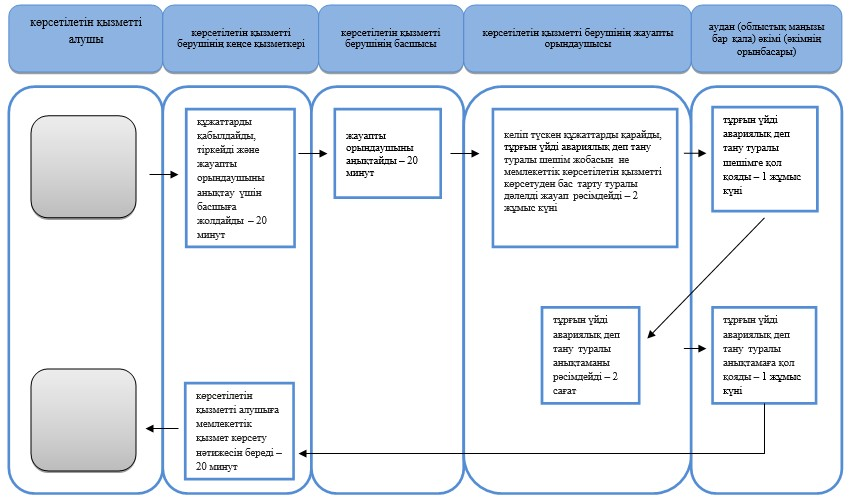 көрсетілетін қызметті
алушы
көрсетілетін қызметті
берушінің кеңсе қызметкері
көрсетілетін қызметті
берушінің басшысы
көрсетілетін қызметті берушінің жауапты
орындаушысы
аудан (облыстық маңызы
бар қала) әкімі (әкімнің
орынбасары)
құжаттарды
қабылдайды,
тіркейді және
жауапты
орындаушыны
анықтау үшін
басшыға
жолдайды – 20
минут
жауапты
орындаушыны
анықтайды – 20
минут
келіп түскен құжаттарды қарайды,
тұрғын үйді авариялық деп тану
туралы шешім жобасын не
мемлекеттік көрсетілетін қызметті
көрсетуден бас тарту туралы
дәлелді жауап рәсімдейді – 2
жұмыс күні
тұрғын үйді
авариялық деп
тану туралы
шешімге қол
қояды – 1 жұмыс
күні
тұрғын үйді
авариялық деп
тану туралы
анықтаманы
рәсімдейді – 2
сағат
тұрғын үйді
авариялық деп
тану туралы
анықтамаға қол
қояды – 1 жұмыс
күні
көрсетілетін
қызметті алушыға
мемлекеттік
қызмет көрсету
нәтижесін береді –
20 минут